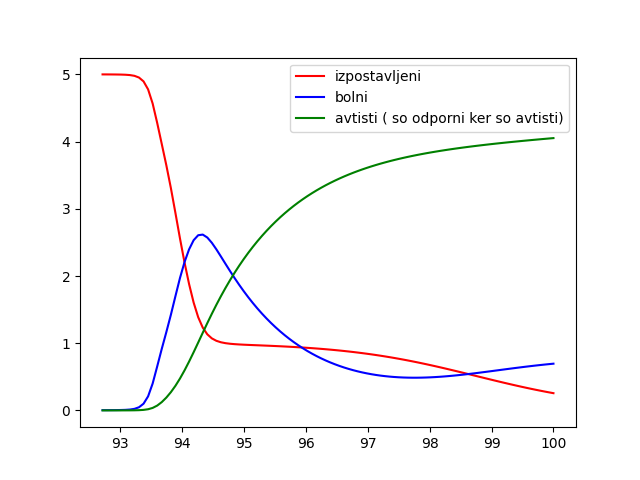 izpostavljeni
bolni
avtisti ( so odporni ker so avtisti)
5
4
3
2
1
0
93 94 95 96 97 98 99 100